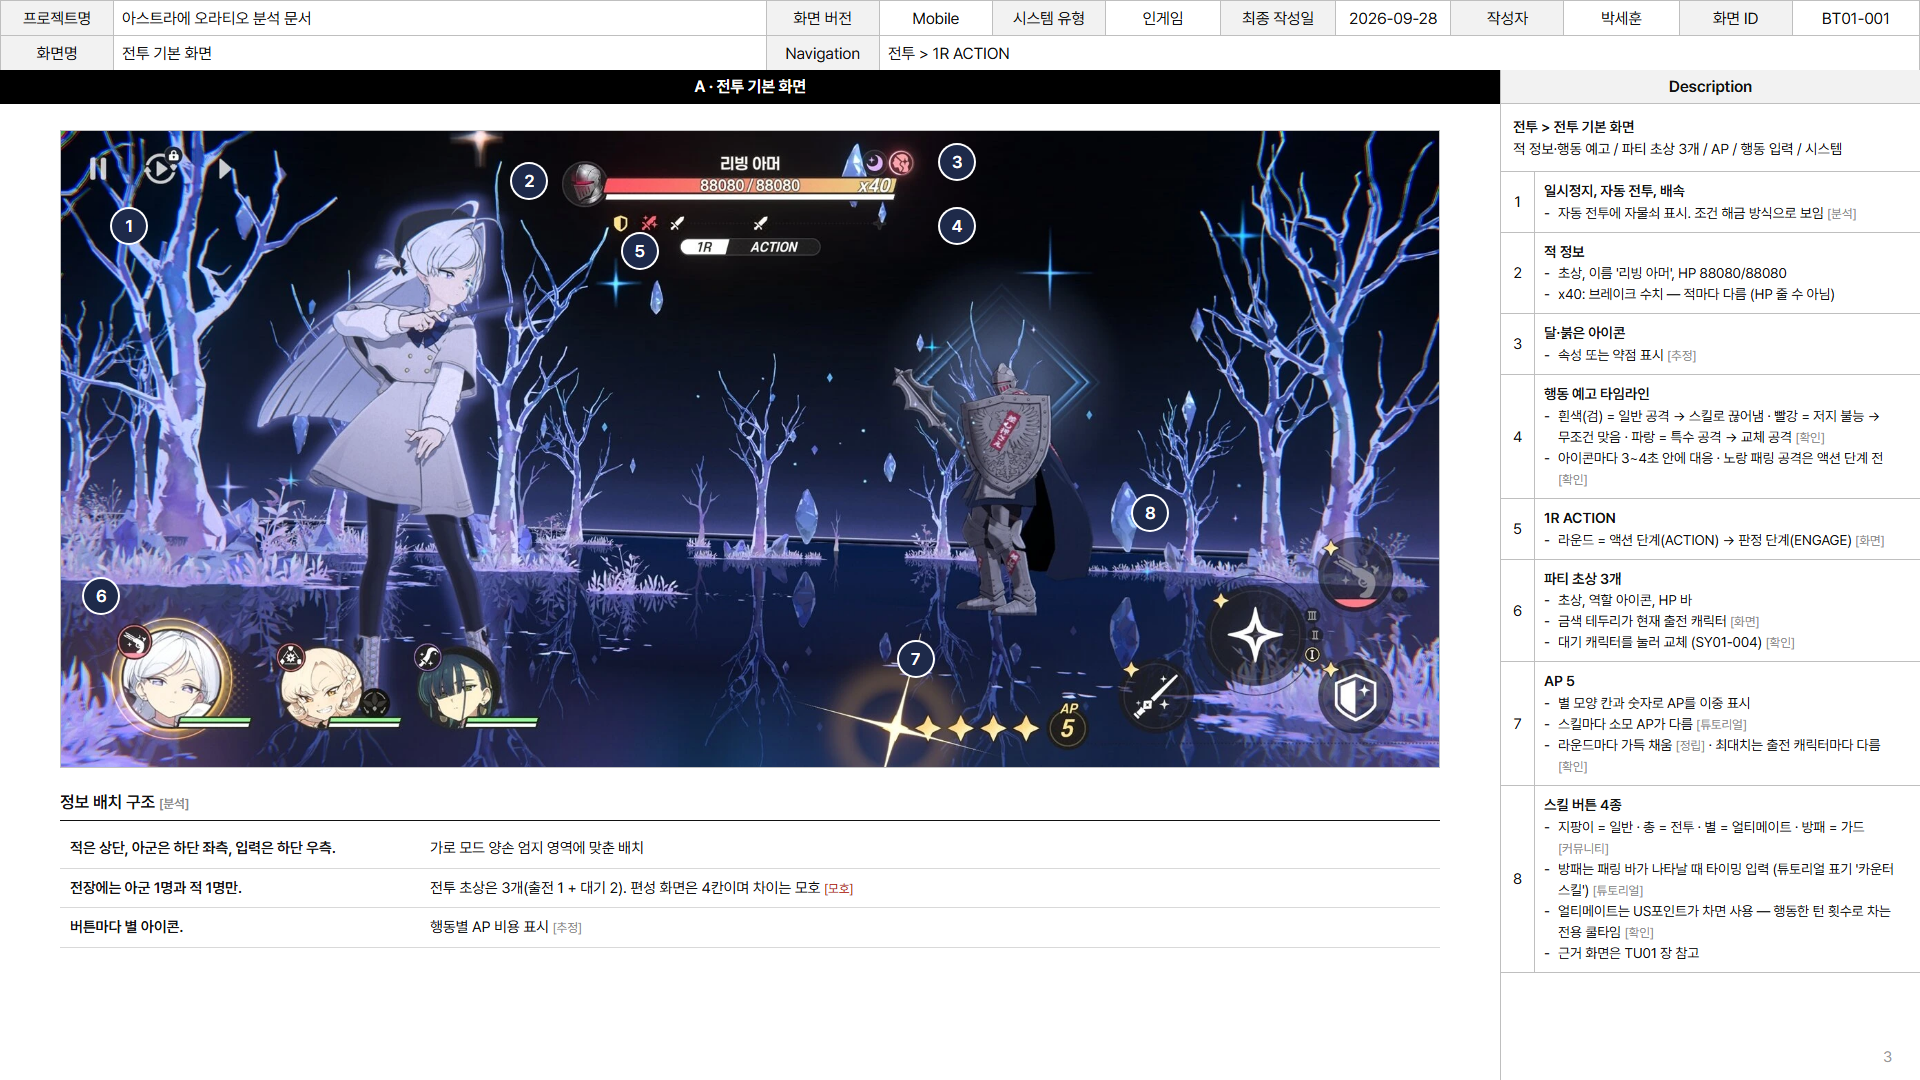 프로젝트명
아스트라에 오라티오 분석 문서
화면 버전
Mobile
시스템 유형
인게임
최종 작성일
2026-09-28
작성자
박세훈
화면 ID
BT01-001
화면명
전투 기본 화면
Navigation
전투 > 1R ACTION
A · 전투 기본 화면
리빙 아머
88080 / 88080
x40
1R ACTION
1
2
3
4
5
6
7
8
III
II
I
AP
5
정보 배치 구조 [분석]
적은 상단, 아군은 하단 좌측, 입력은 하단 우측.
가로 모드 양손 엄지 영역에 맞춘 배치
전장에는 아군 1명과 적 1명만.
전투 초상은 3개(출전 1 + 대기 2). 편성 화면은 4칸이며 차이는 모호 [모호]
버튼마다 별 아이콘.
행동별 AP 비용 표시 [추정]
Description
전투 > 전투 기본 화면
적 정보·행동 예고 / 파티 초상 3개 / AP / 행동 입력 / 시스템
1
일시정지, 자동 전투, 배속
- 자동 전투에 자물쇠 표시. 조건 해금 방식으로 보임 [분석]
2
적 정보
- 초상, 이름 '리빙 아머', HP 88080/88080
- x40: 브레이크 수치 — 적마다 다름 (HP 줄 수 아님)
3
달·붉은 아이콘
- 속성 또는 약점 표시 [추정]
4
행동 예고 타임라인
- 흰색(검) = 일반 공격 → 스킬로 끊어냄 · 빨강 = 저지 불능 →
무조건 맞음 · 파랑 = 특수 공격 → 교체 공격 [확인]
- 아이콘마다 3~4초 안에 대응 · 노랑 패링 공격은 액션 단계 전
[확인]
5
1R ACTION
- 라운드 = 액션 단계(ACTION) → 판정 단계(ENGAGE) [화면]
6
파티 초상 3개
- 초상, 역할 아이콘, HP 바
- 금색 테두리가 현재 출전 캐릭터 [화면]
- 대기 캐릭터를 눌러 교체 (SY01-004) [확인]
7
AP 5
- 별 모양 칸과 숫자로 AP를 이중 표시
- 스킬마다 소모 AP가 다름 [튜토리얼]
- 라운드마다 가득 채움 [정립] · 최대치는 출전 캐릭터마다 다름
[확인]
8
스킬 버튼 4종
- 지팡이 = 일반 · 총 = 전투 · 별 = 얼티메이트 · 방패 = 가드
[커뮤니티]
- 방패는 패링 바가 나타날 때 타이밍 입력 (튜토리얼 표기 '카운터
스킬') [튜토리얼]
- 얼티메이트는 US포인트가 차면 사용 — 행동한 턴 횟수로 차는
전용 쿨타임 [확인]
- 근거 화면은 TU01 장 참고
3